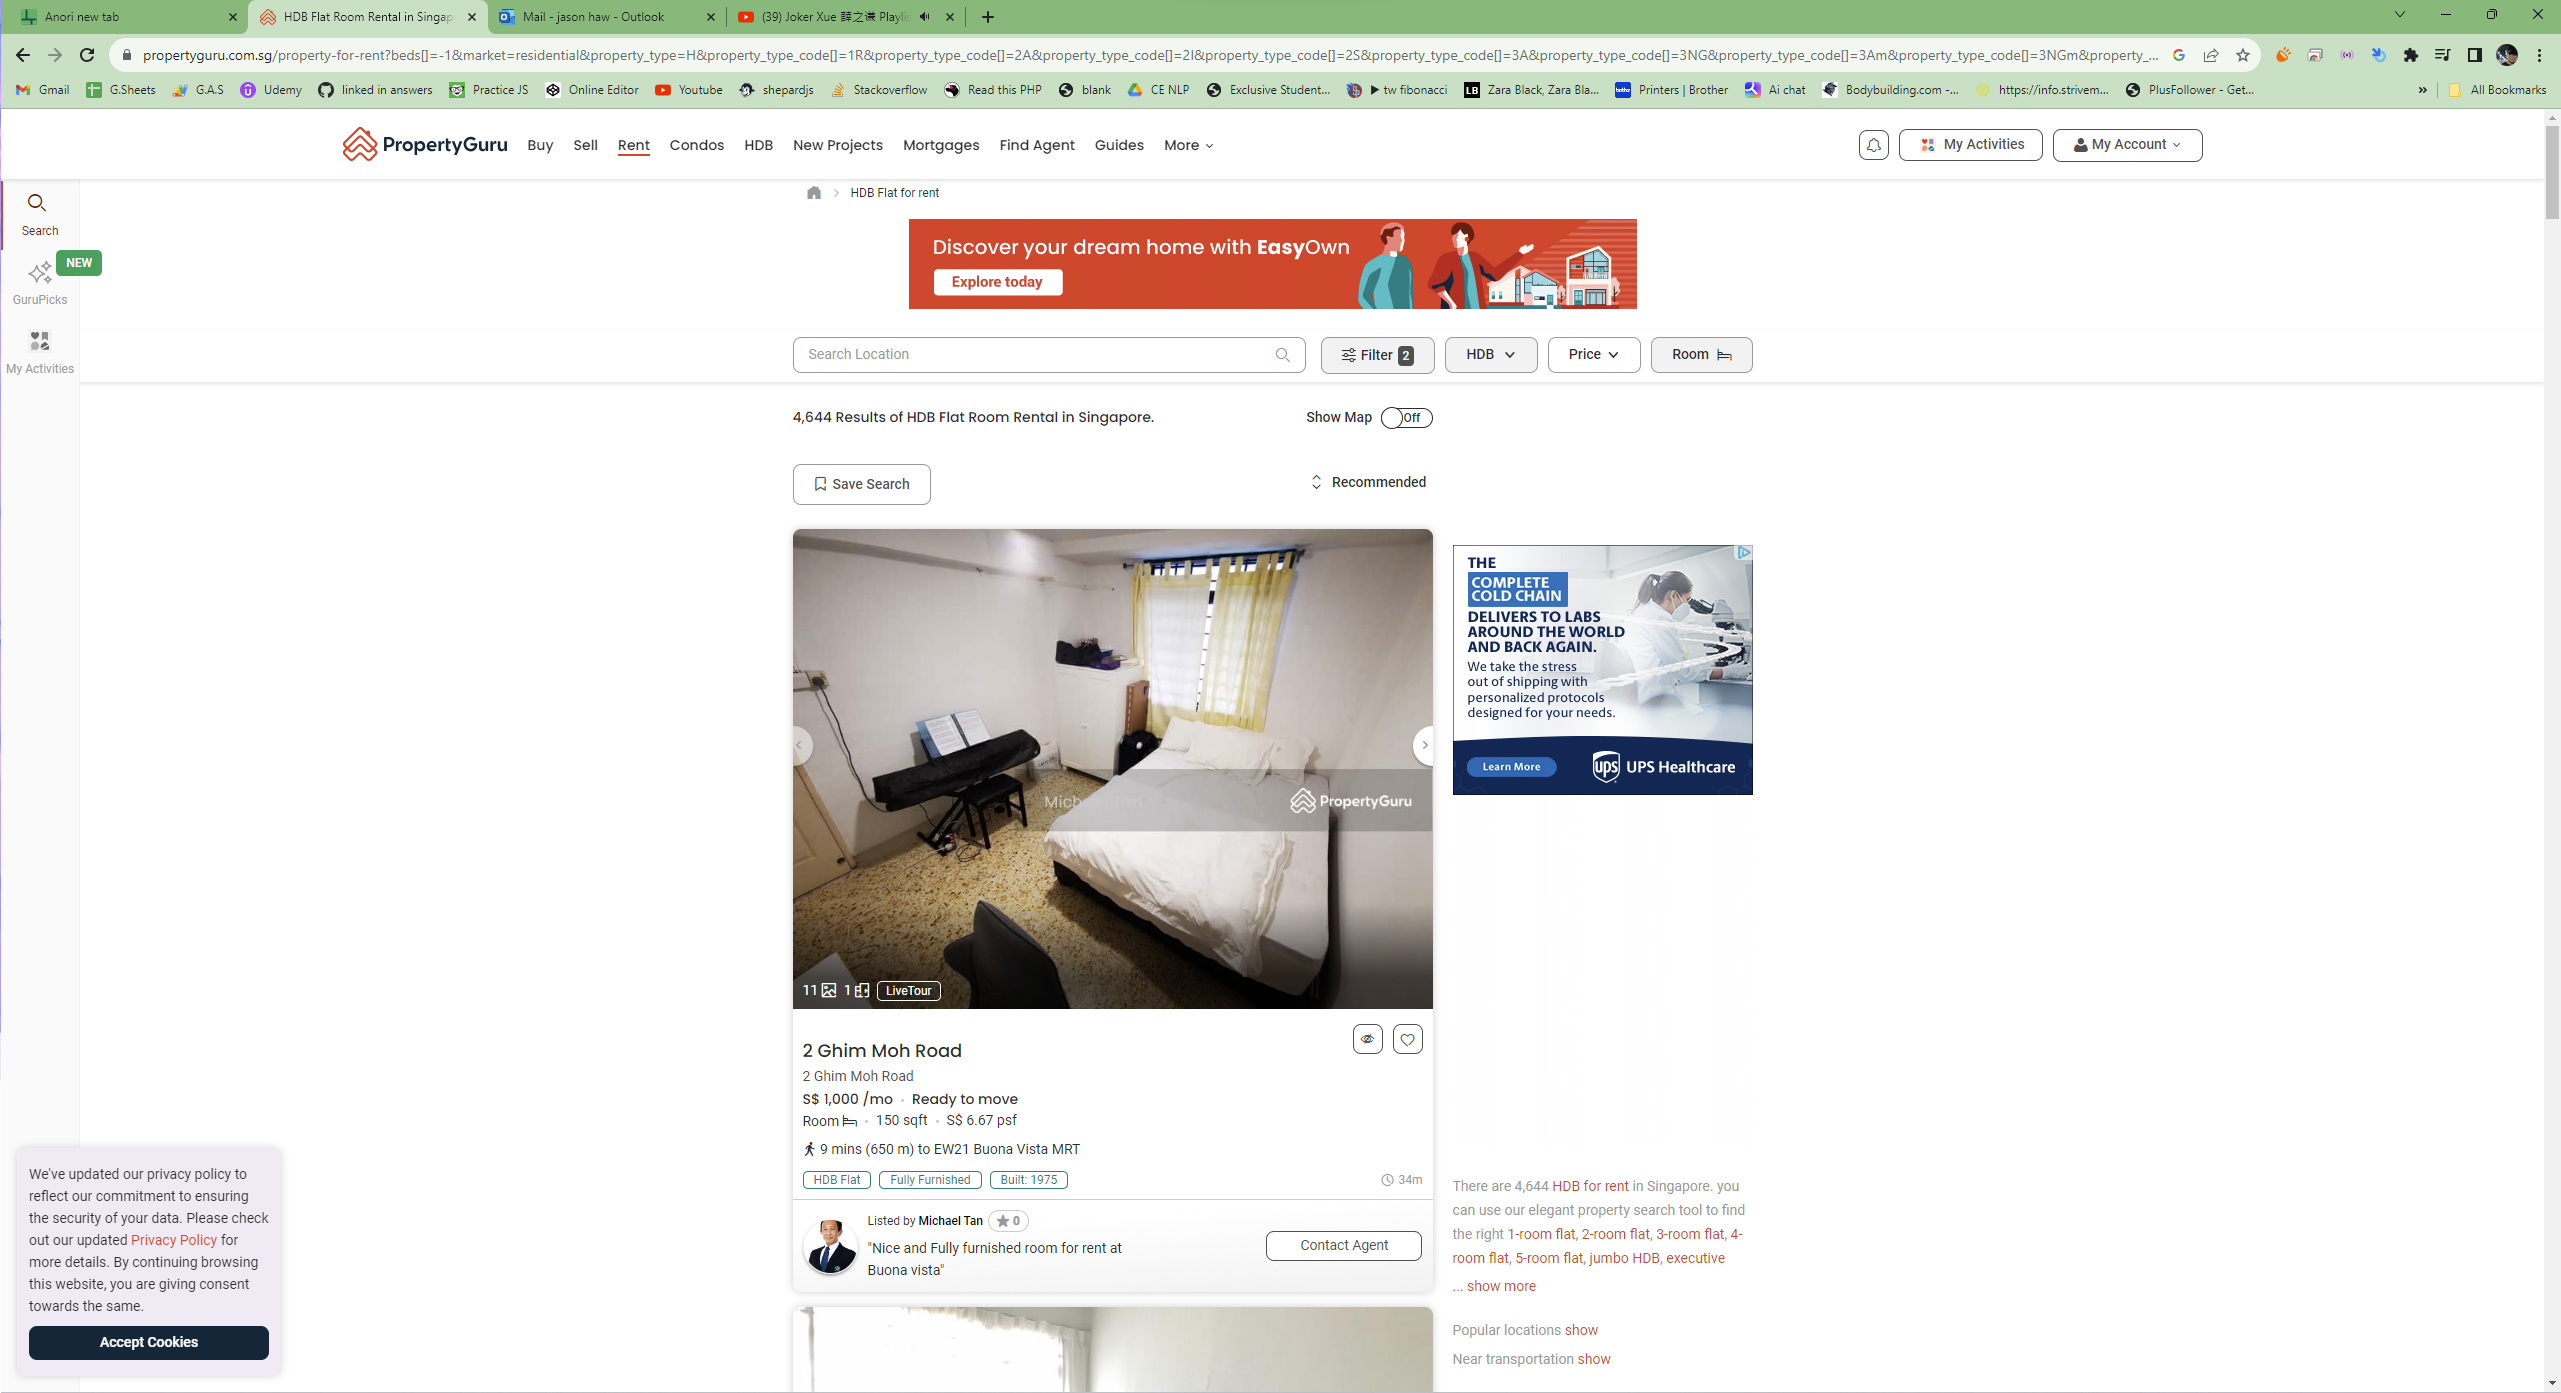 Anori new tab
HDB Flat Room Rental in Singap
Mail - jason haw - Outlook
(39) Joker Xue 薛之谦 Playlis
propertyguru.com.sg/property-for-rent?beds[]=-1&market=residential&property_type=H&property_type_code[]=1R&property_type_code[]=2A&property_type_code[]=2I&property_type_code[]=2S&property_type_code[]=3A&property_type_code[]=3NG&property_type_code[]=3Am&property_type_code[]=3NGm&property_...
Gmail
G.Sheets
G.A.S
Udemy
linked in answers
Practice JS
Online Editor
Youtube
shepardjs
Stackoverflow
Read this PHP
blank
CE NLP
Exclusive Student...
▶ tw fibonacci
LB
Zara Black, Zara Bla...
Printers | Brother
Ai chat
Bodybuilding.com -...
https://info.strivem...
PlusFollower - Get...
»
All Bookmarks
PropertyGuru
Buy
Sell
Rent
Condos
HDB
New Projects
Mortgages
Find Agent
Guides
More
My Activities
My Account
Search
NEW
GuruPicks
My Activities
HDB Flat for rent
Discover your dream home with EasyOwn
Explore today
Search Location
Filter 2
HDB
Price
Room
4,644 Results of HDB Flat Room Rental in Singapore.
Show Map Off
Save Search
Recommended
Michael Tan
PropertyGuru
11
1
LiveTour
2 Ghim Moh Road
2 Ghim Moh Road
S$ 1,000 /mo • Ready to move
Room • 150 sqft • S$ 6.67 psf
9 mins (650 m) to EW21 Buona Vista MRT
HDB Flat
Fully Furnished
Built: 1975
34m
Listed by Michael Tan ★ 0
"Nice and Fully furnished room for rent at
Buona vista"
Contact Agent
THE
COMPLETE
COLD CHAIN
DELIVERS TO LABS
AROUND THE WORLD
AND BACK AGAIN.
We take the stress
out of shipping with
personalized protocols
designed for your needs.
Learn More
ups UPS Healthcare
There are 4,644 HDB for rent in Singapore. you
can use our elegant property search tool to find
the right 1-room flat, 2-room flat, 3-room flat, 4-
room flat, 5-room flat, jumbo HDB, executive
... show more
Popular locations show
Near transportation show
We've updated our privacy policy to
reflect our commitment to ensuring
the security of your data. Please check
out our updated Privacy Policy for
more details. By continuing browsing
this website, you are giving consent
towards the same.
Accept Cookies